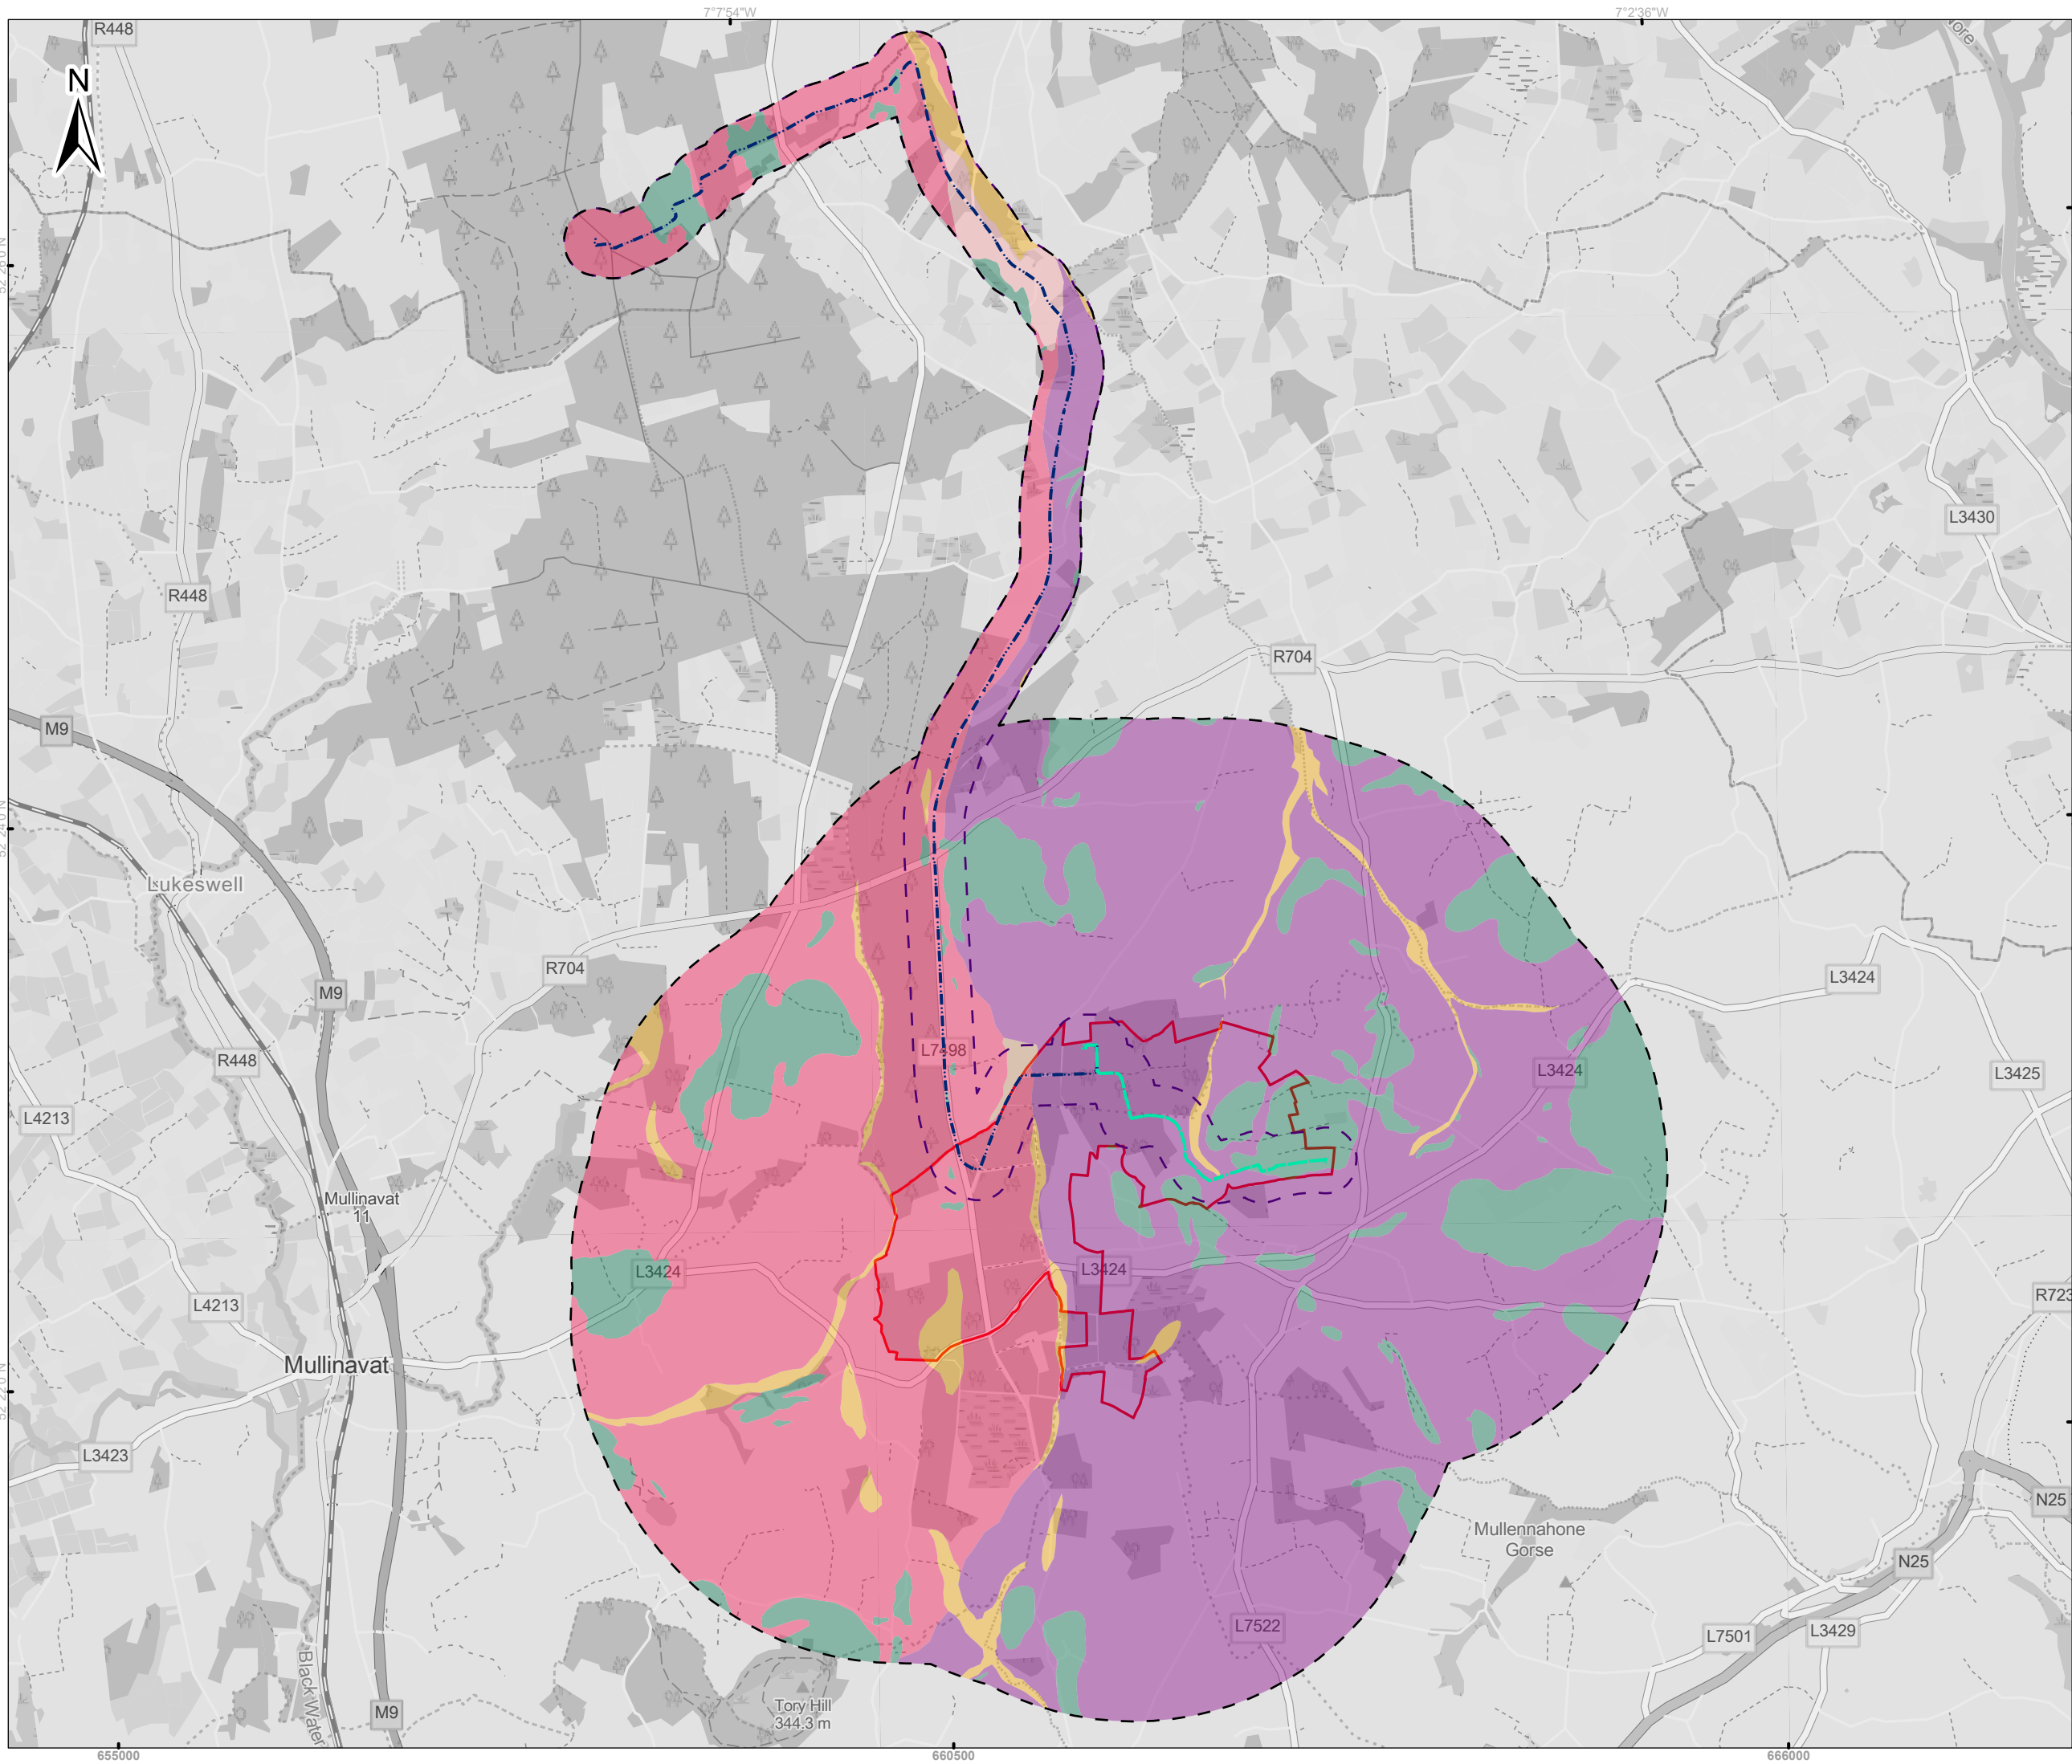 7°7'54"W
7°2'36"W
R448
ore
N
L3430
R448
R704
M9
Lukeswell
R704
M9
L3424
R448
L7498
L3424
L3425
L4213
Mullinavat
11
L3424
L3424
L4213
R723
Mullinavat
L3423
N25
Mullennahone
Gorse
N25
L7522
L7501
L3429
Black Water
Tory Hill
344.3 m
M9
655000
660500
666000